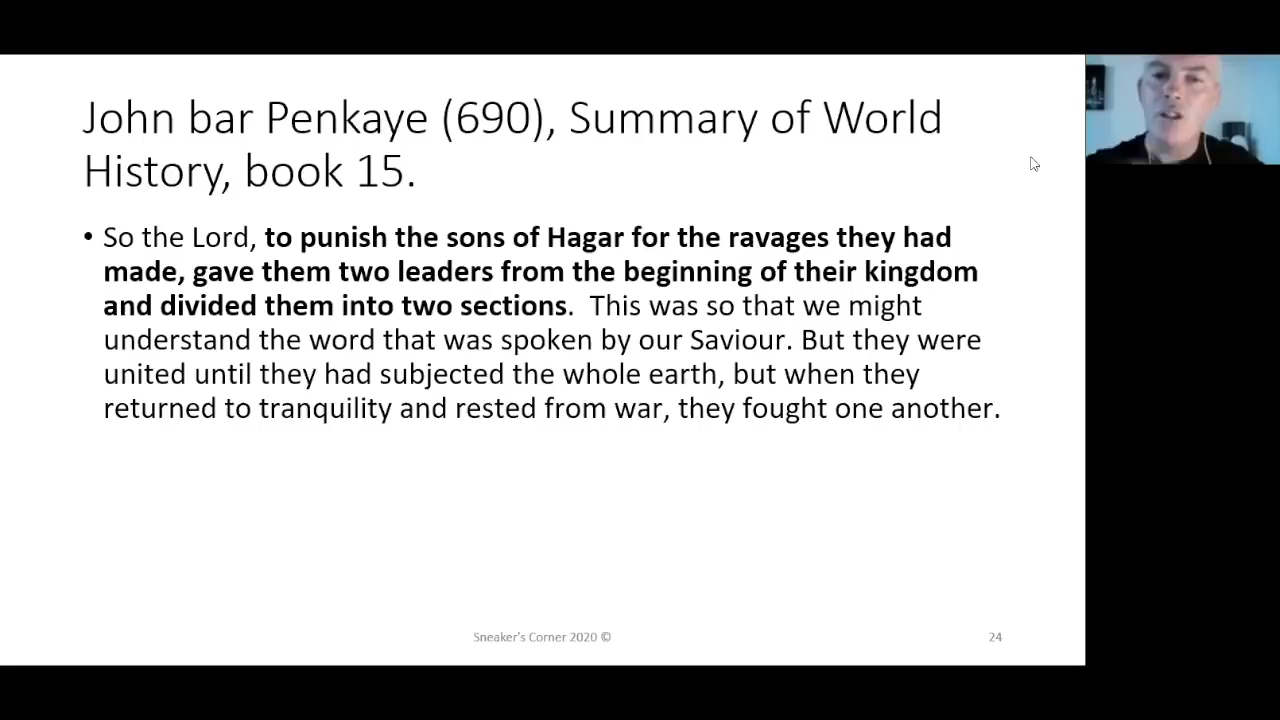 John bar Penkaye (690), Summary of World
History, book 15.
• So the Lord, to punish the sons of Hagar for the ravages they had
made, gave them two leaders from the beginning of their kingdom
and divided them into two sections.  This was so that we might
understand the word that was spoken by our Saviour. But they were
united until they had subjected the whole earth, but when they
returned to tranquility and rested from war, they fought one another.
Sneaker's Corner 2020 ©
24